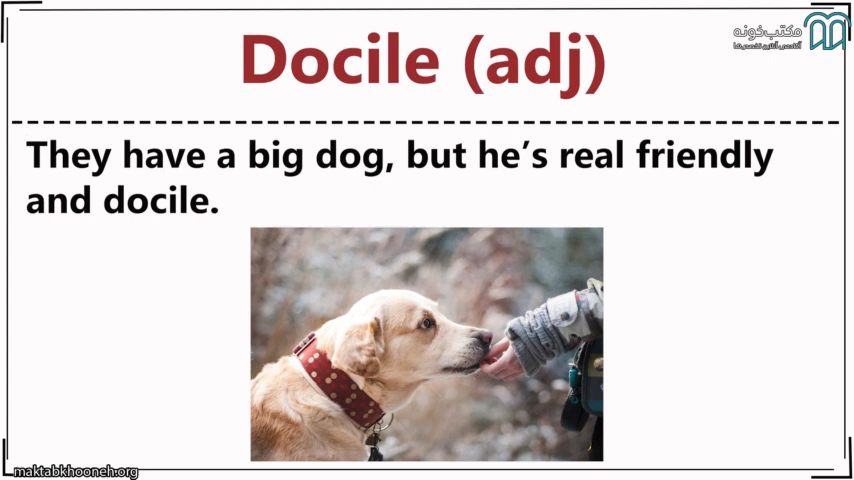 Docile (adj)
مکتب‌خونه
They have a big dog, but he’s real friendly
and docile.
maktabkhooneh.org